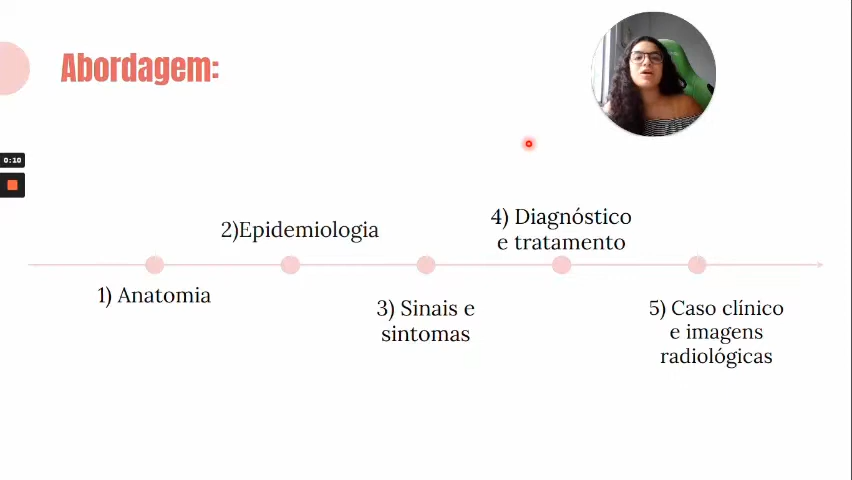 Abordagem:
0:10
2)Epidemiologia
4) Diagnóstico
e tratamento
1) Anatomia
3) Sinais e
sintomas
5) Caso clínico
e imagens
radiológicas